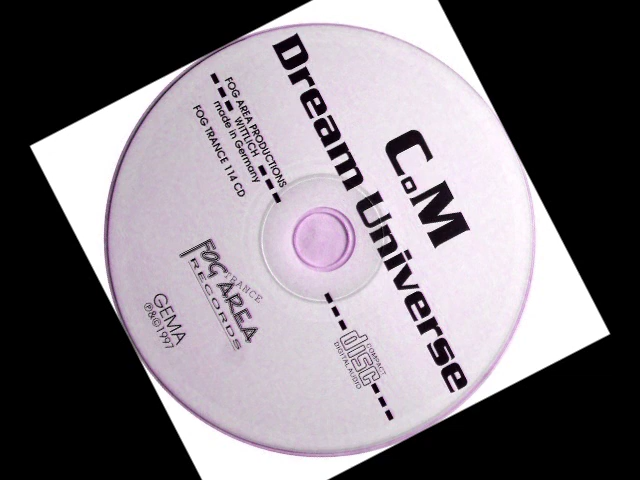 C.M
Dream Universe
FOG AREA PRODUCTIONS
WITTLICH
made in Germany
FOG TRANCE 114 CD
FOG AREA
TRANCE
RECORDS
COMPACT
disc
DIGITAL AUDIO
GEMA
℗&©1997